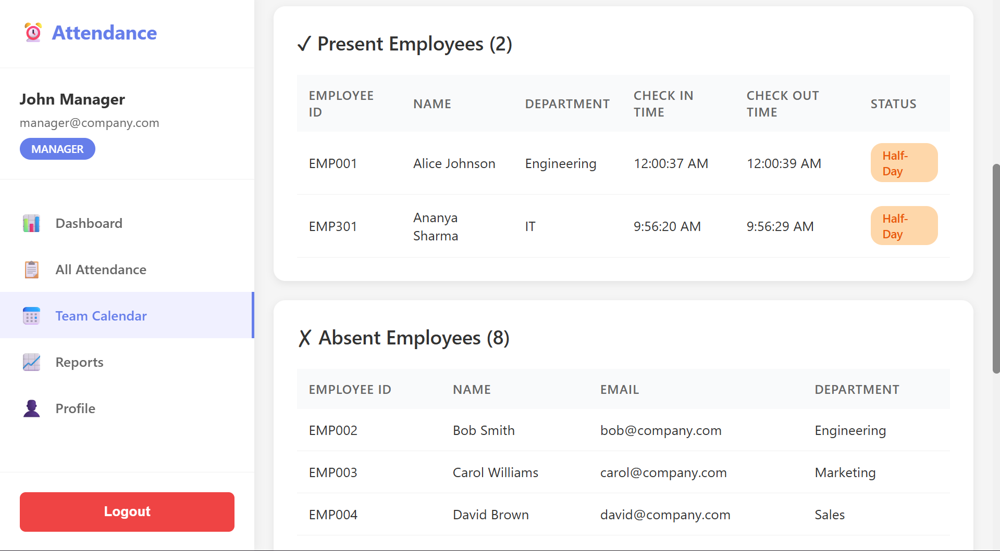 Attendance
John Manager
manager@company.com
MANAGER
Dashboard
All Attendance
Team Calendar
Reports
Profile
Logout
✓ Present Employees (2)
EMPLOYEE ID NAME DEPARTMENT CHECK IN TIME CHECK OUT TIME STATUS
EMP001 Alice Johnson Engineering 12:00:37 AM 12:00:39 AM Half-Day
EMP301 Ananya Sharma IT 9:56:20 AM 9:56:29 AM Half-Day
✗ Absent Employees (8)
EMPLOYEE ID NAME EMAIL DEPARTMENT
EMP002 Bob Smith bob@company.com Engineering
EMP003 Carol Williams carol@company.com Marketing
EMP004 David Brown david@company.com Sales